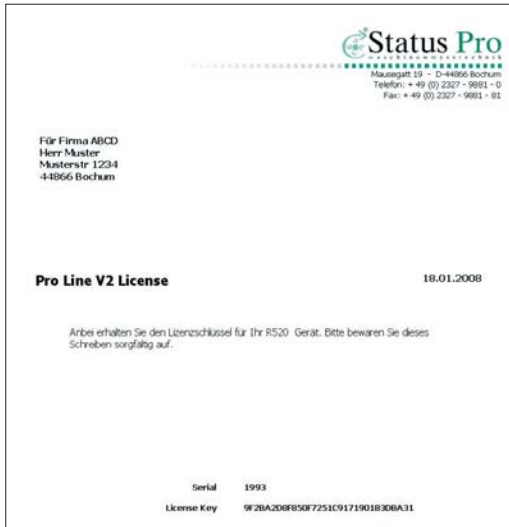 Status Pro
maschinenmesstechnik
Mausegatt 19 - D-44866 Bochum
Telefon: + 49 (0) 2327 - 9881 - 0
Fax: + 49 (0) 2327 - 9881 - 81
Für Firma ABCD
Herr Muster
Musterstr 1234
44866 Bochum
Pro Line V2 License
18.01.2008
Anbei erhalten Sie den Lizenzschlüssel für Ihr R520 Gerät. Bitte bewaren Sie dieses
Schreiben sorgfältig auf.
Serial 1993
License Key 9F2BA2D8F850F7251C917190183DBA31